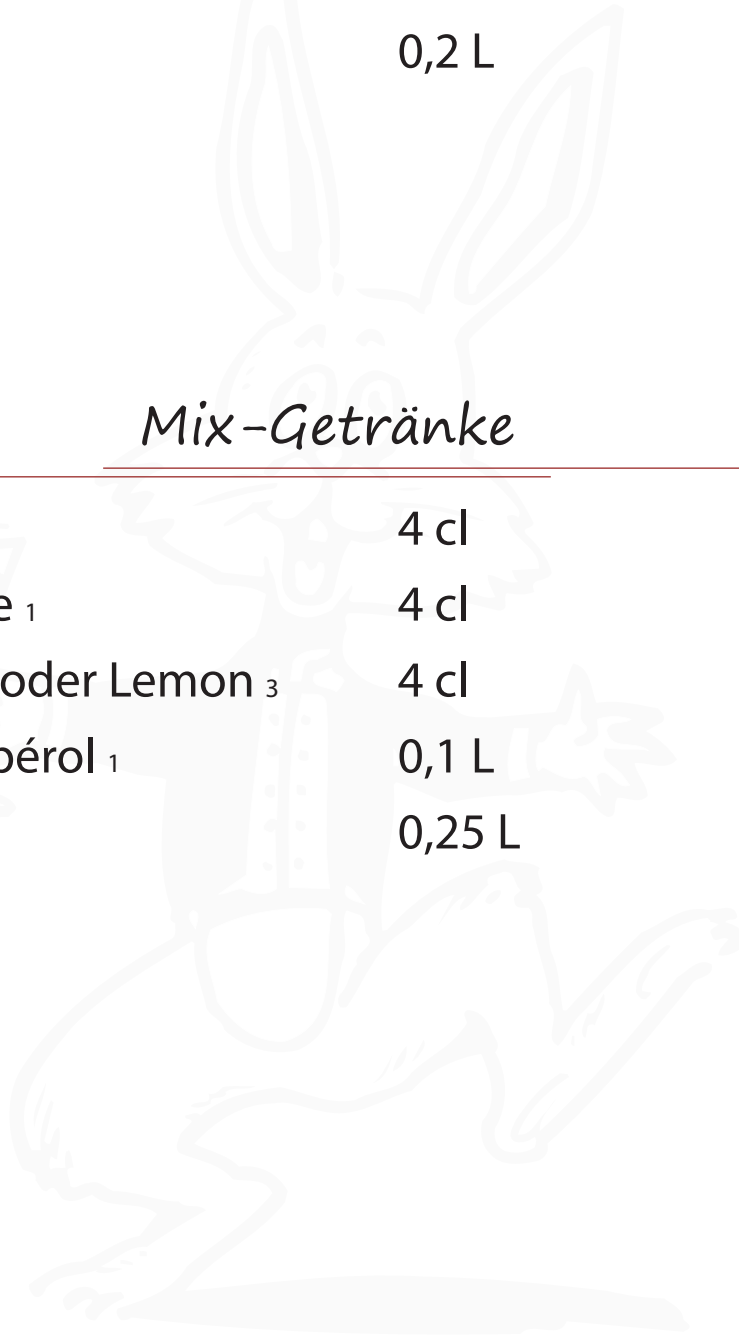 0,2 L
Mix-Getränke
4 cl
e 1 4 cl
oder Lemon 3 4 cl
pérol 1 0,1 L
0,25 L